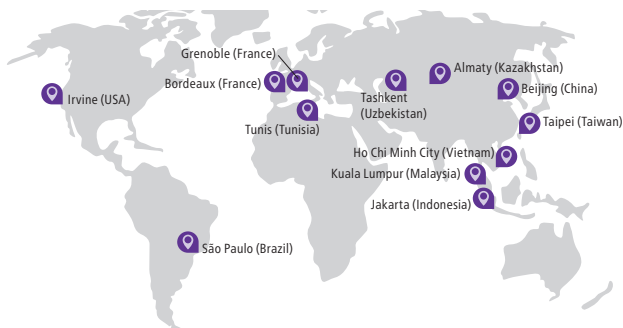 Grenoble (France)
Almaty (Kazakhstan)
Bordeaux (France)
Beijing (China)
Irvine (USA)
Tashkent
(Uzbekistan)
Taipei (Taiwan)
Tunis (Tunisia)
Ho Chi Minh City (Vietnam)
Kuala Lumpur (Malaysia)
Jakarta (Indonesia)
São Paulo (Brazil)